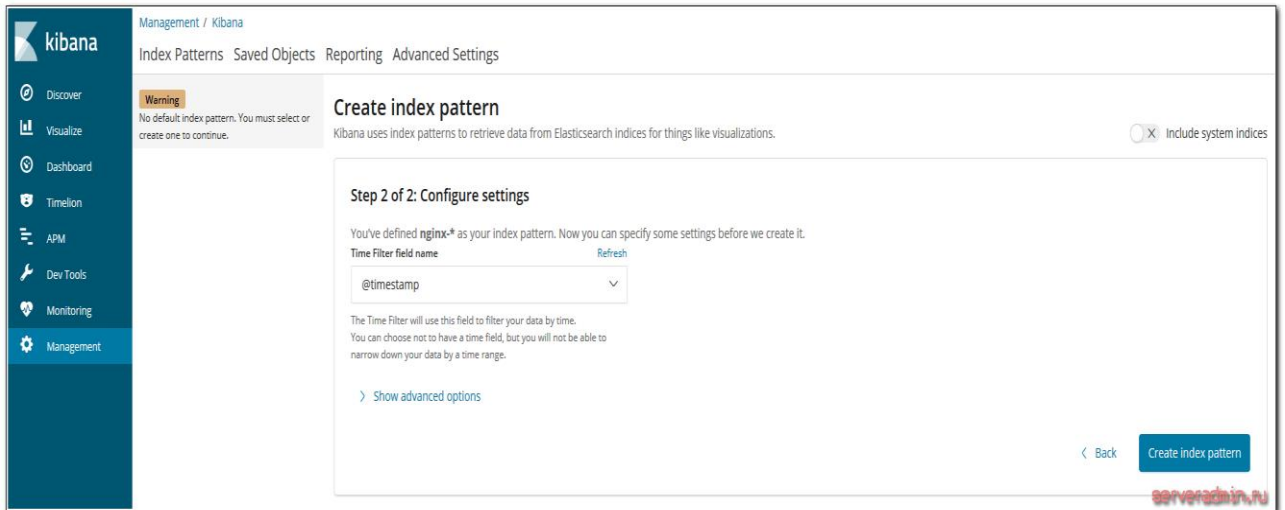 kibana
Discover
Visualize
Dashboard
Timelion
APM
Dev Tools
Monitoring
Management
Management / Kibana
Index Patterns Saved Objects Reporting Advanced Settings
Warning
No default index pattern. You must select or
create one to continue.
Create index pattern
Kibana uses index patterns to retrieve data from Elasticsearch indices for things like visualizations.
X Include system indices
Step 2 of 2: Configure settings
You've defined nginx-* as your index pattern. Now you can specify some settings before we create it.
Time Filter field name Refresh
@timestamp
The Time Filter will use this field to filter your data by time.
You can choose not to have a time field, but you will not be able to
narrow down your data by a time range.
Show advanced options
Back Create index pattern
serveradmin.ru